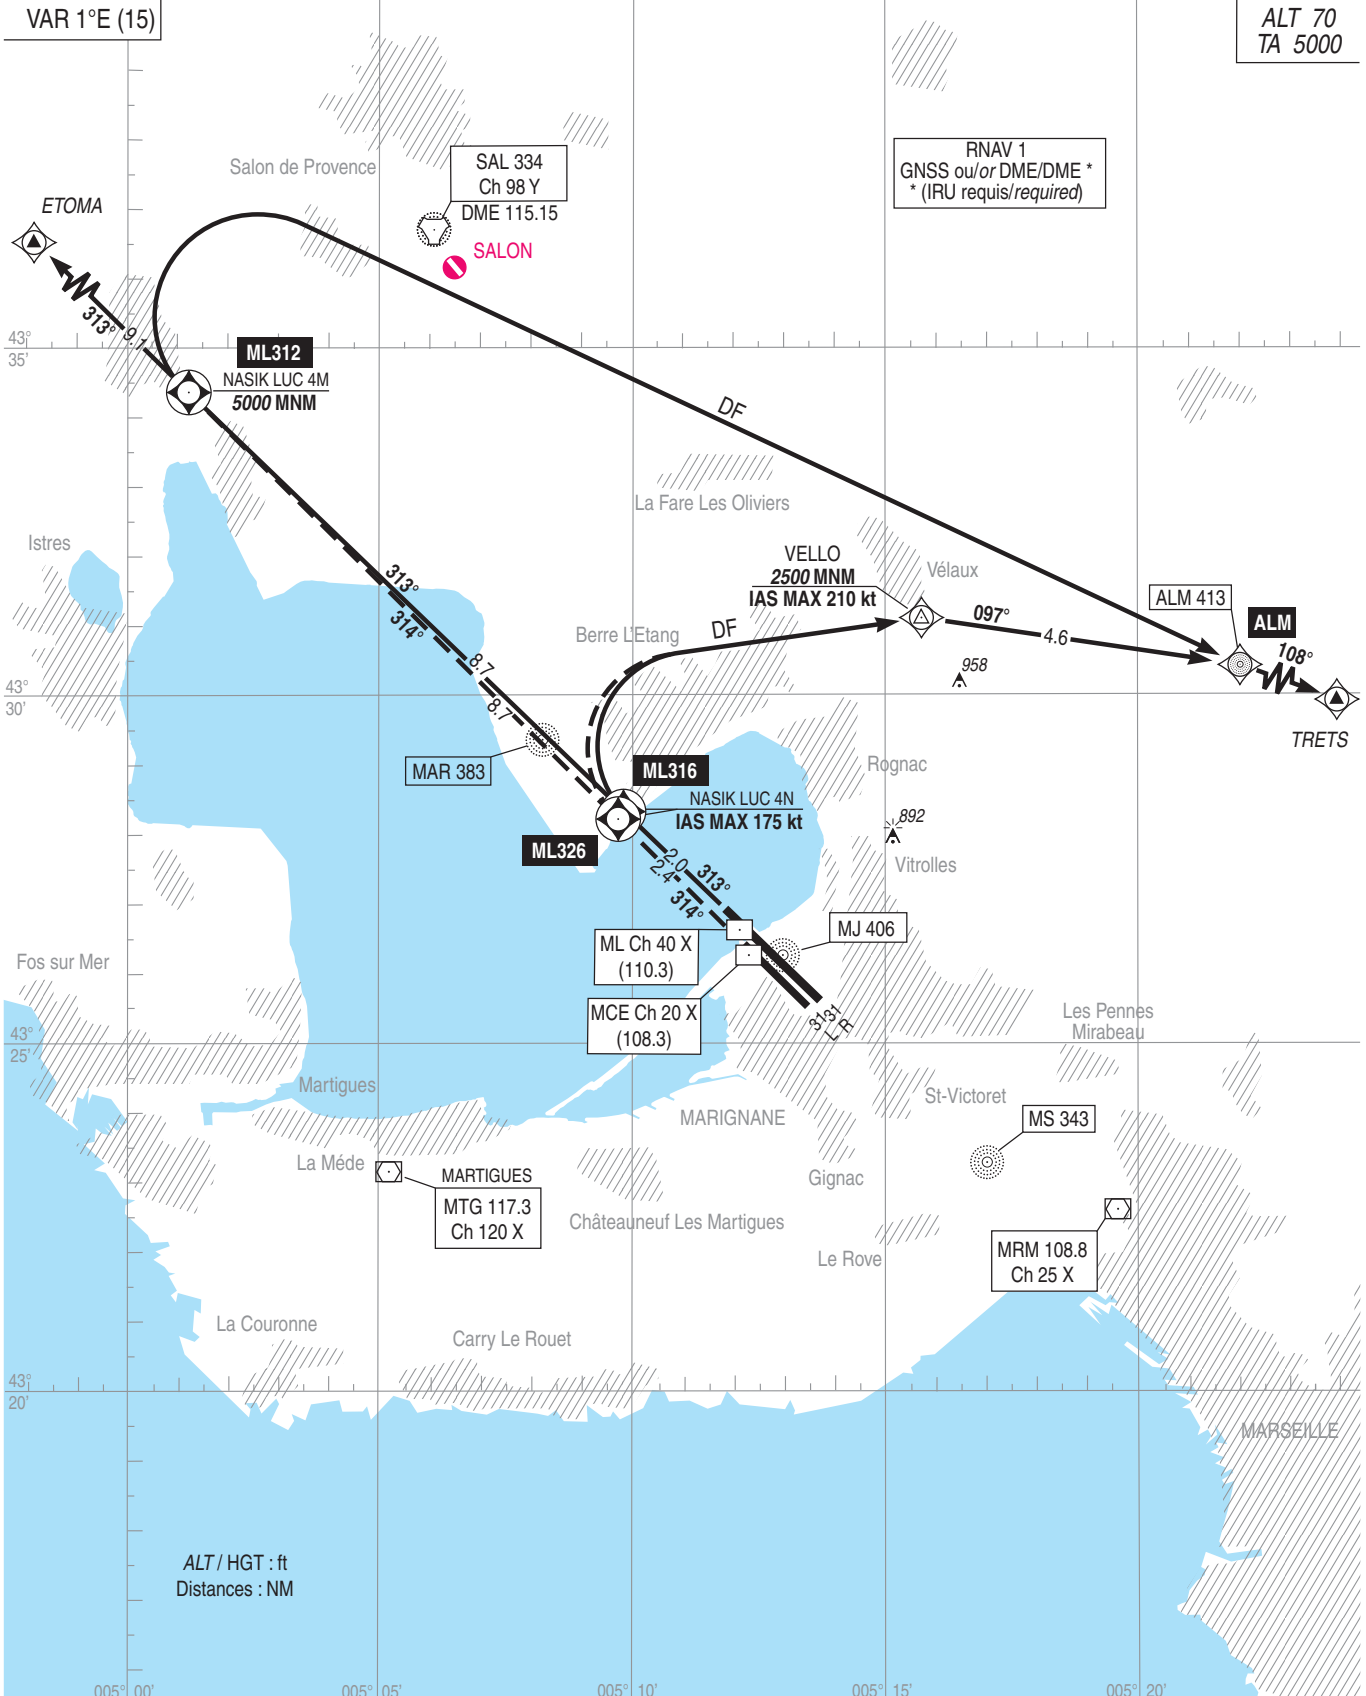 VAR 1°E (15)
ALT 70
TA 5000
RNAV 1
GNSS ou/or DME/DME *
* (IRU requis/required)
Salon de Provence
SAL 334
Ch 98 Y
DME 115.15
SALON
ETOMA
313°
9.1
43°
35'
ML312
NASIK LUC 4M
5000 MNM
DF
La Fare Les Oliviers
Istres
313°
314°
VELLO
2500 MNM
IAS MAX 210 kt
Vélaux
097°
4.6
ALM 413
ALM
108°
TRETS
Berre L'Etang
DF
958
8.7
8.7
43°
30'
MAR 383
ML316
NASIK LUC 4N
IAS MAX 175 kt
ML326
Rognac
892
Vitrolles
2.0
313°
2.4
314°
ML Ch 40 X
(110.3)
MJ 406
MCE Ch 20 X
(108.3)
31 31
L R
Fos sur Mer
43°
25'
Les Pennes
Mirabeau
Martigues
MARIGNANE
St-Victoret
MS 343
La Méde
MARTIGUES
MTG 117.3
Ch 120 X
Gignac
Châteauneuf Les Martigues
Le Rove
MRM 108.8
Ch 25 X
La Couronne
Carry Le Rouet
43°
20'
MARSEILLE
ALT / HGT : ft
Distances : NM
005° 00'
005° 05'
005° 10'
005° 15'
005° 20'